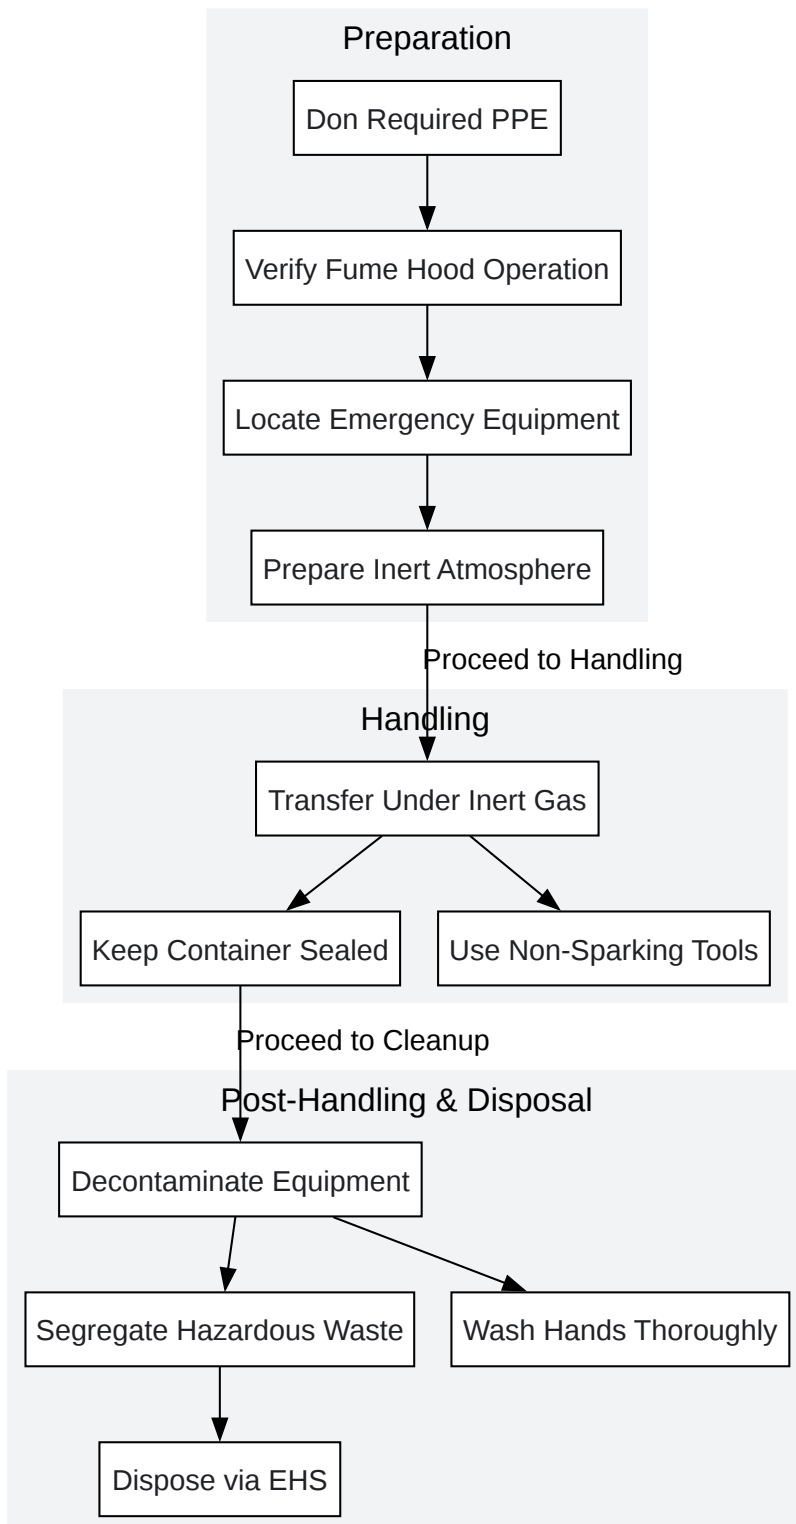 Preparation
Don Required PPE
Verify Fume Hood Operation
Locate Emergency Equipment
Prepare Inert Atmosphere
Proceed to Handling
Handling
Transfer Under Inert Gas
Keep Container Sealed
Use Non-Sparking Tools
Proceed to Cleanup
Post-Handling & Disposal
Decontaminate Equipment
Segregate Hazardous Waste
Wash Hands Thoroughly
Dispose via EHS